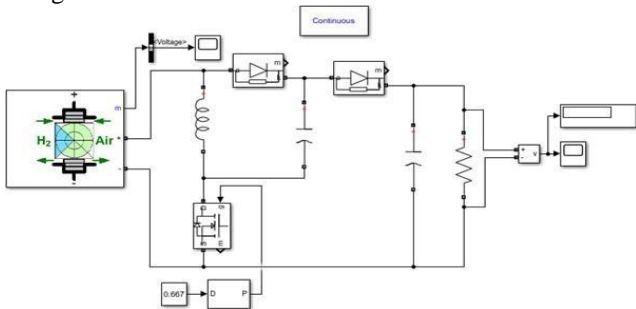 Continuous
<Voltage>
m
m
a
k
m
a
k
+
m
H₂
Air
+
-
-
+
-
v
g
D
S
m
0.667
D
P